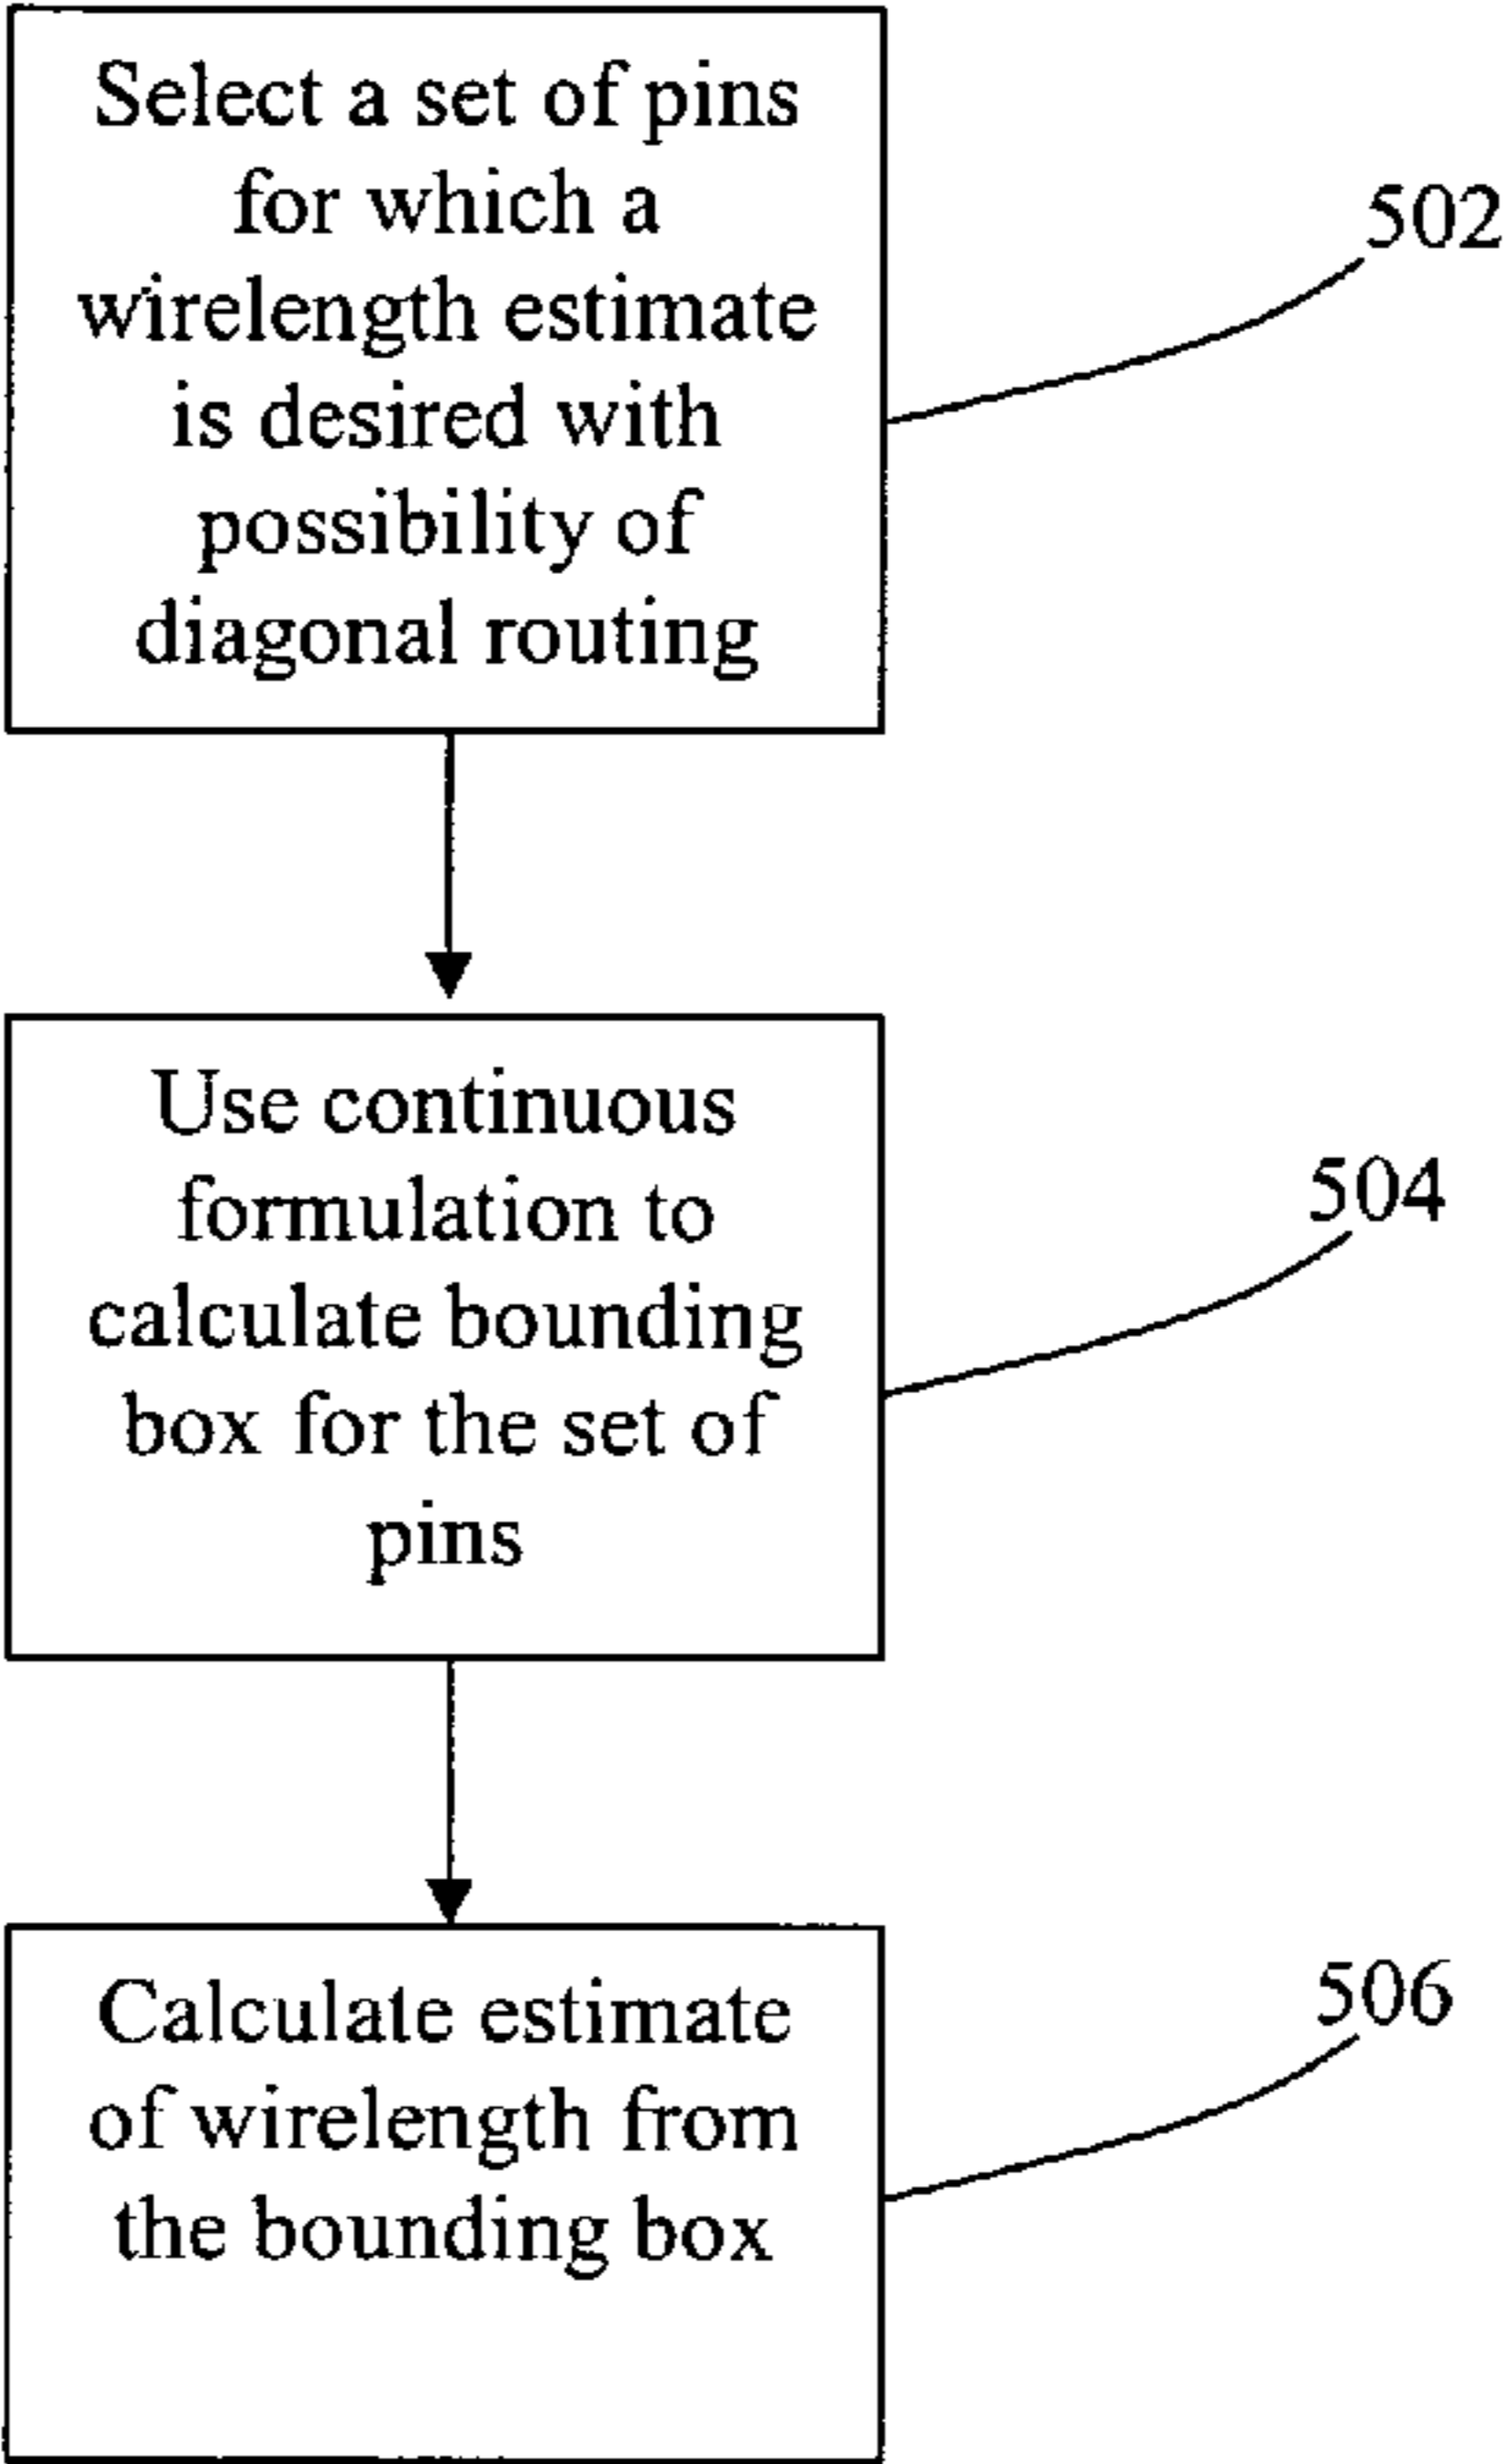 Select a set of pins
for which a
wirelength estimate
is desired with
possibility of
diagonal routing
502
Use continuous
formulation to
calculate bounding
box for the set of
pins
504
Calculate estimate
of wirelength from
the bounding box
506